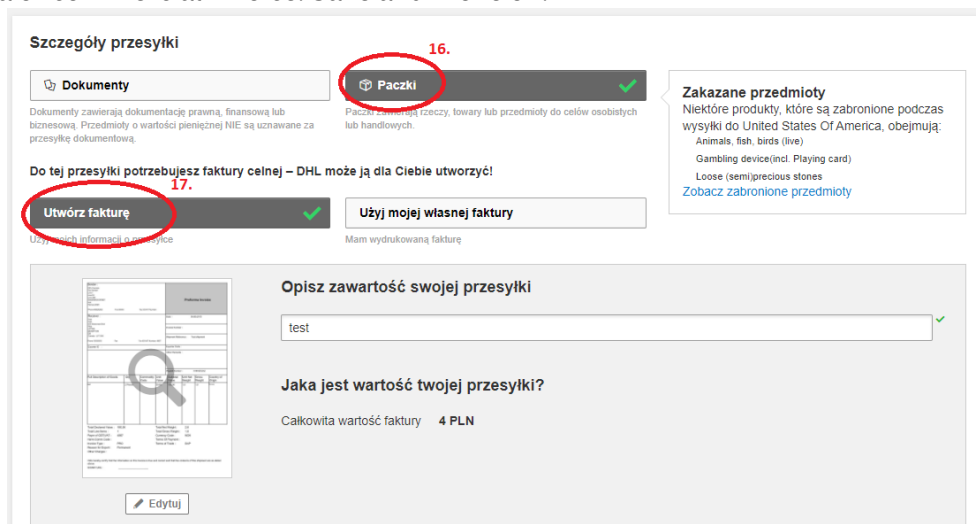 Szczegóły przesyłki
16.
Dokumenty
Paczki
Dokumenty zawierają dokumentację prawną, finansową lub
biznesową. Przedmioty o wartości pieniężnej NIE są uznawane za
przesyłkę dokumentową.
Paczki zawierają rzeczy, towary lub przedmioty do celów osobistych
lub handlowych.
Zakazane przedmioty
Niektóre produkty, które są zabronione podczas
wysyłki do United States Of America, obejmują:
Animals, fish, birds (live)
Gambling device(incl. Playing card)
Loose (semi)precious stones
Zobacz zabronione przedmioty
Do tej przesyłki potrzebujesz faktury celnej – DHL może ją dla Ciebie utworzyć!
17.
Utwórz fakturę
Użyj mojej własnej faktury
Użyj moich informacji o przesyłce
Mam wydrukowaną fakturę
Opisz zawartość swojej przesyłki
test
Jaka jest wartość twojej przesyłki?
Całkowita wartość faktury 4 PLN
Edytuj